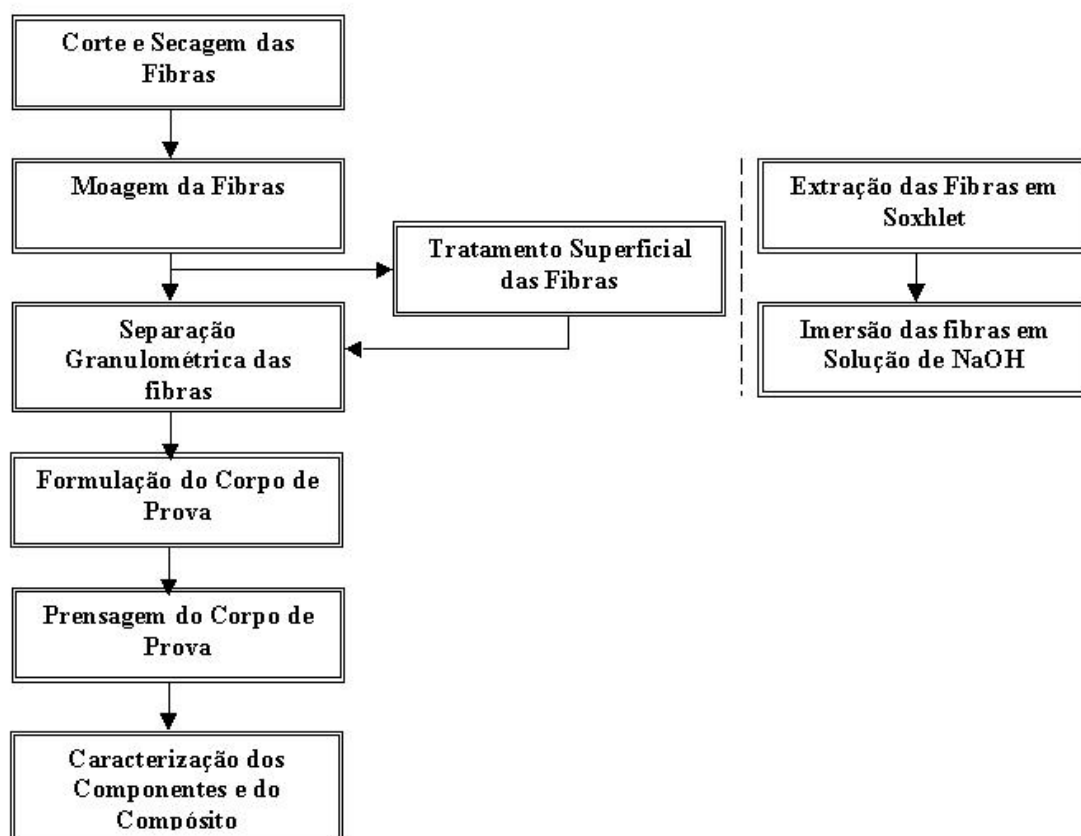 Corte e Secagem das
Fibras
Moagem da Fibras
Tratamento Superficial
das Fibras
Separação
Granulométrica das
fibras
Formulação do Corpo de
Prova
Prensagem do Corpo de
Prova
Caracterização dos
Componentes e do
Compósito
Extração das Fibras em
Soxhlet
Imersão das fibras em
Solução de NaOH